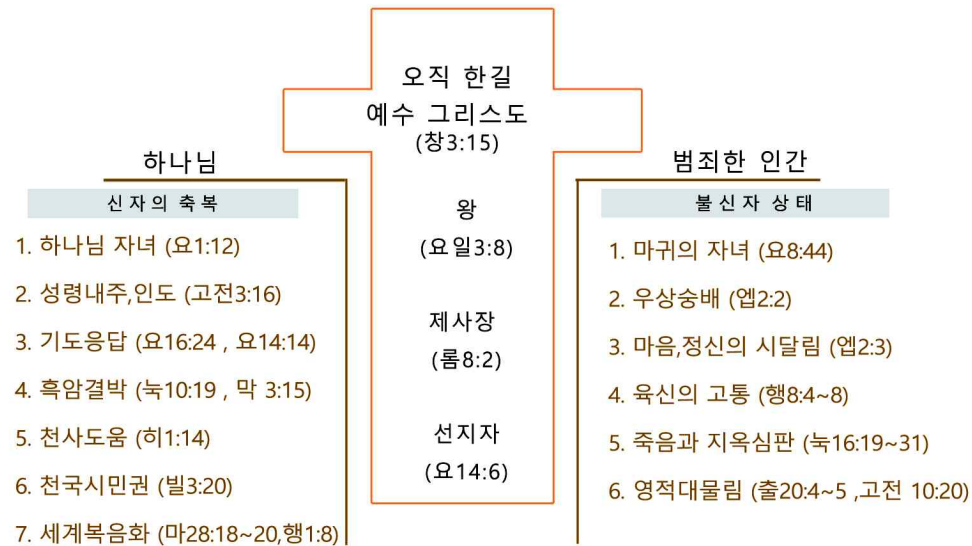 오직 한길
예수 그리스도
(창3:15)
왕
(요일3:8)
제사장
(롬8:2)
선지자
(요14:6)
하나님
신자의 축복
1. 하나님 자녀 (요1:12)
2. 성령내주,인도 (고전3:16)
3. 기도응답 (요16:24 , 요14:14)
4. 흑암결박 (눅10:19 , 막 3:15)
5. 천사도움 (히1:14)
6. 천국시민권 (빌3:20)
7. 세계복음화 (마28:18~20,행1:8)
범죄한 인간
불신자 상태
1. 마귀의 자녀 (요8:44)
2. 우상숭배 (엡2:2)
3. 마음,정신의 시달림 (엡2:3)
4. 육신의 고통 (행8:4~8)
5. 죽음과 지옥심판 (눅16:19~31)
6. 영적대물림 (출20:4~5 ,고전 10:20)